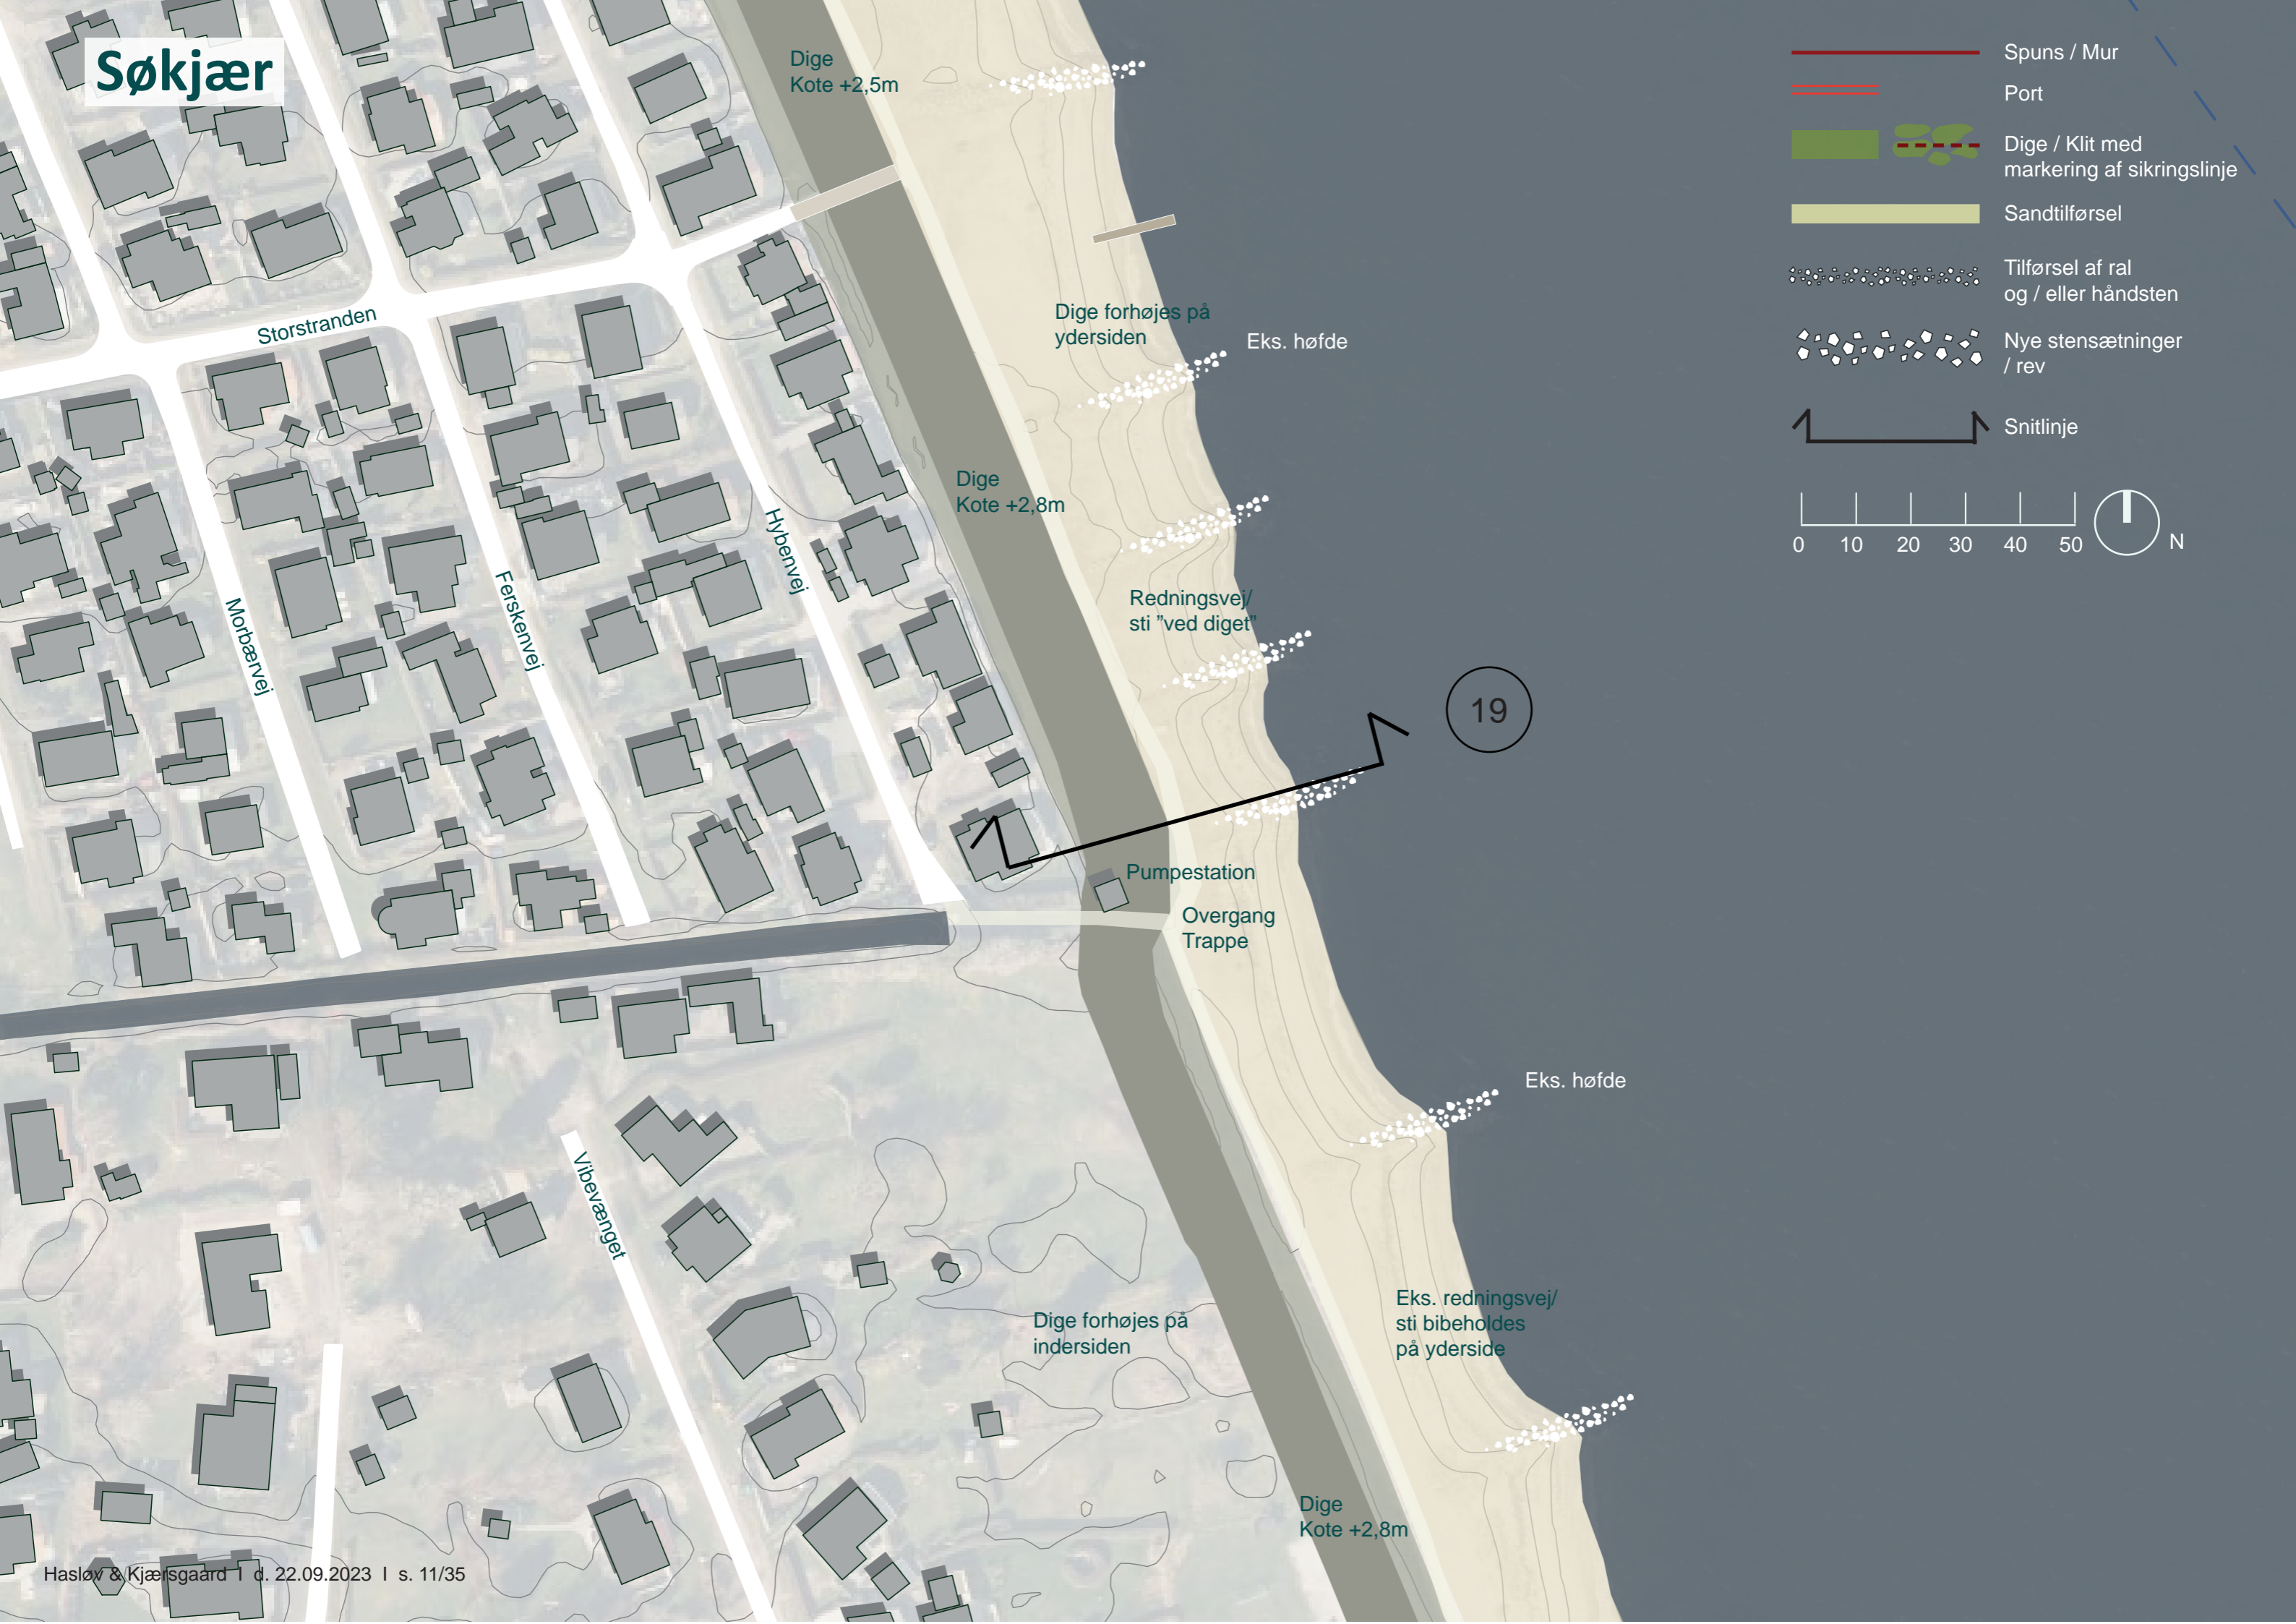 Søkjær
Dige
Kote +2,5m
Storstranden
Dige forhøjes på
ydersiden
Eks. høfde
Dige
Kote +2,8m
Hybenvej
Ferskenvej
Morbærvej
Redningsvej/
sti "ved diget"
19
Pumpestation
Overgang
Trappe
Eks. høfde
Vibevænget
Dige forhøjes på
indersiden
Eks. redningsvej/
sti bibeholdes
på yderside
Dige
Kote +2,8m
Spuns / Mur
Port
Dige / Klit med
markering af sikringslinje
Sandtilførsel
Tilførsel af ral
og / eller håndsten
Nye stensætninger
/ rev
Snitlinje
0 10 20 30 40 50 N
Hasløv & Kjærsgaard I d. 22.09.2023 I s. 11/35